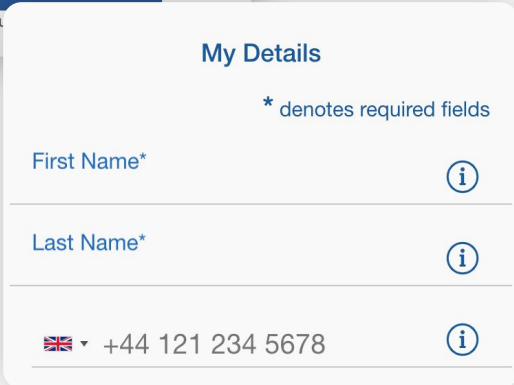 My Details
* denotes required fields
First Name*
Last Name*
+44 121 234 5678